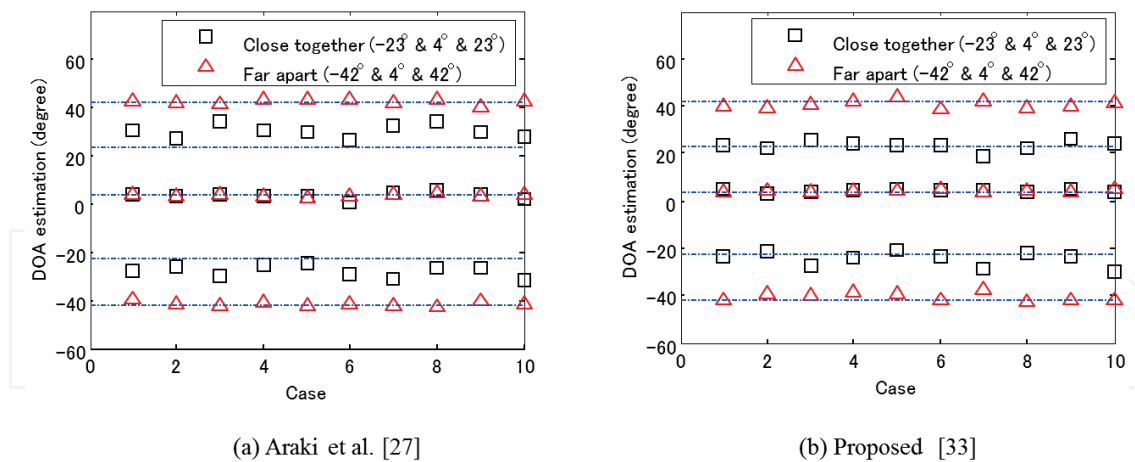 Close together (-23° & 4° & 23°)
Far apart (-42° & 4° & 42°)
DOA estimation (degree)
60
40
20
0
-20
-40
-60
0 2 4 6 8 10
Case
(a) Araki et al. [27]
Close together (-23° & 4° & 23°)
Far apart (-42° & 4° & 42°)
DOA estimation (degree)
60
40
20
0
-20
-40
-60
0 2 4 6 8 10
Case
(b) Proposed [33]